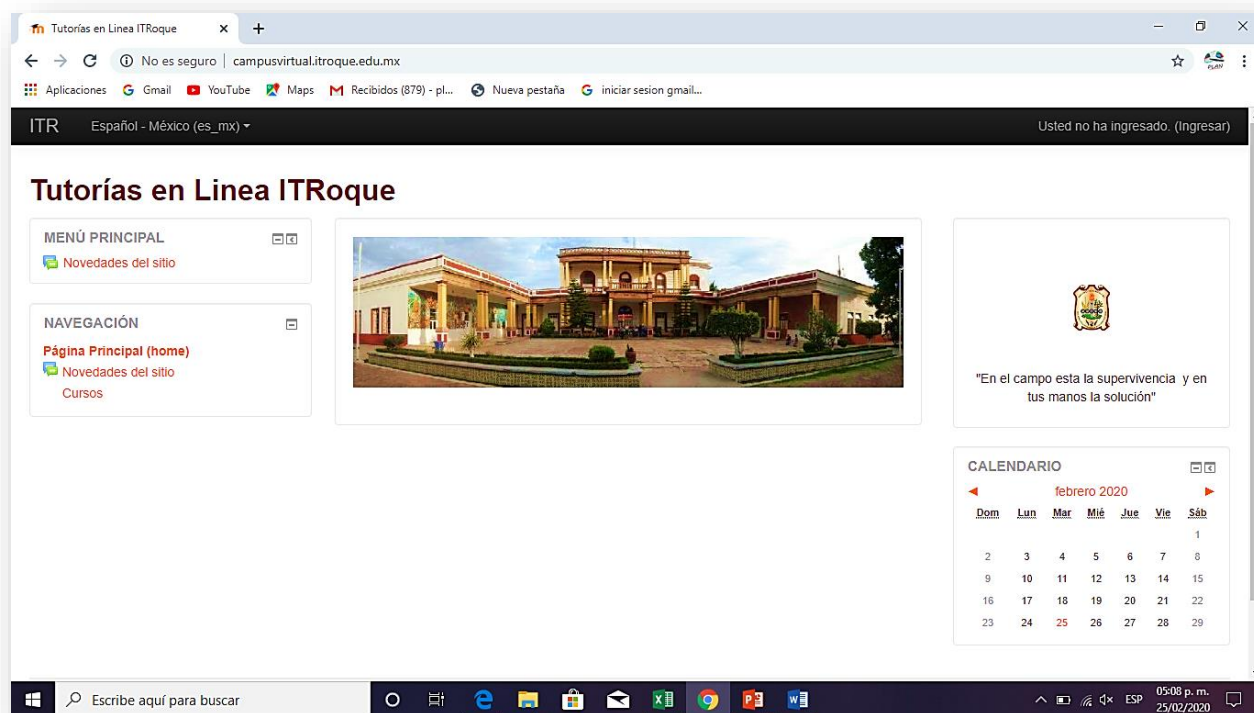 Tutorías en Linea ITRoque
No es seguro | campusvirtual.itroque.edu.mx
Aplicaciones Gmail YouTube Maps Recibidos (879) - pl... Nueva pestaña iniciar sesion gmail...
ITR Español - México (es_mx) Usted no ha ingresado. (Ingresar)
Tutorías en Linea ITRoque
MENÚ PRINCIPAL
Novedades del sitio
NAVEGACIÓN
Página Principal (home)
Novedades del sitio
Cursos
"En el campo esta la supervivencia y en
tus manos la solución"
CALENDARIO
febrero 2020
Dom Lun Mar Mié Jue Vie Sáb
1
2 3 4 5 6 7 8
9 10 11 12 13 14 15
16 17 18 19 20 21 22
23 24 25 26 27 28 29
Escribe aquí para buscar
ESP
05:08 p. m.
25/02/2020